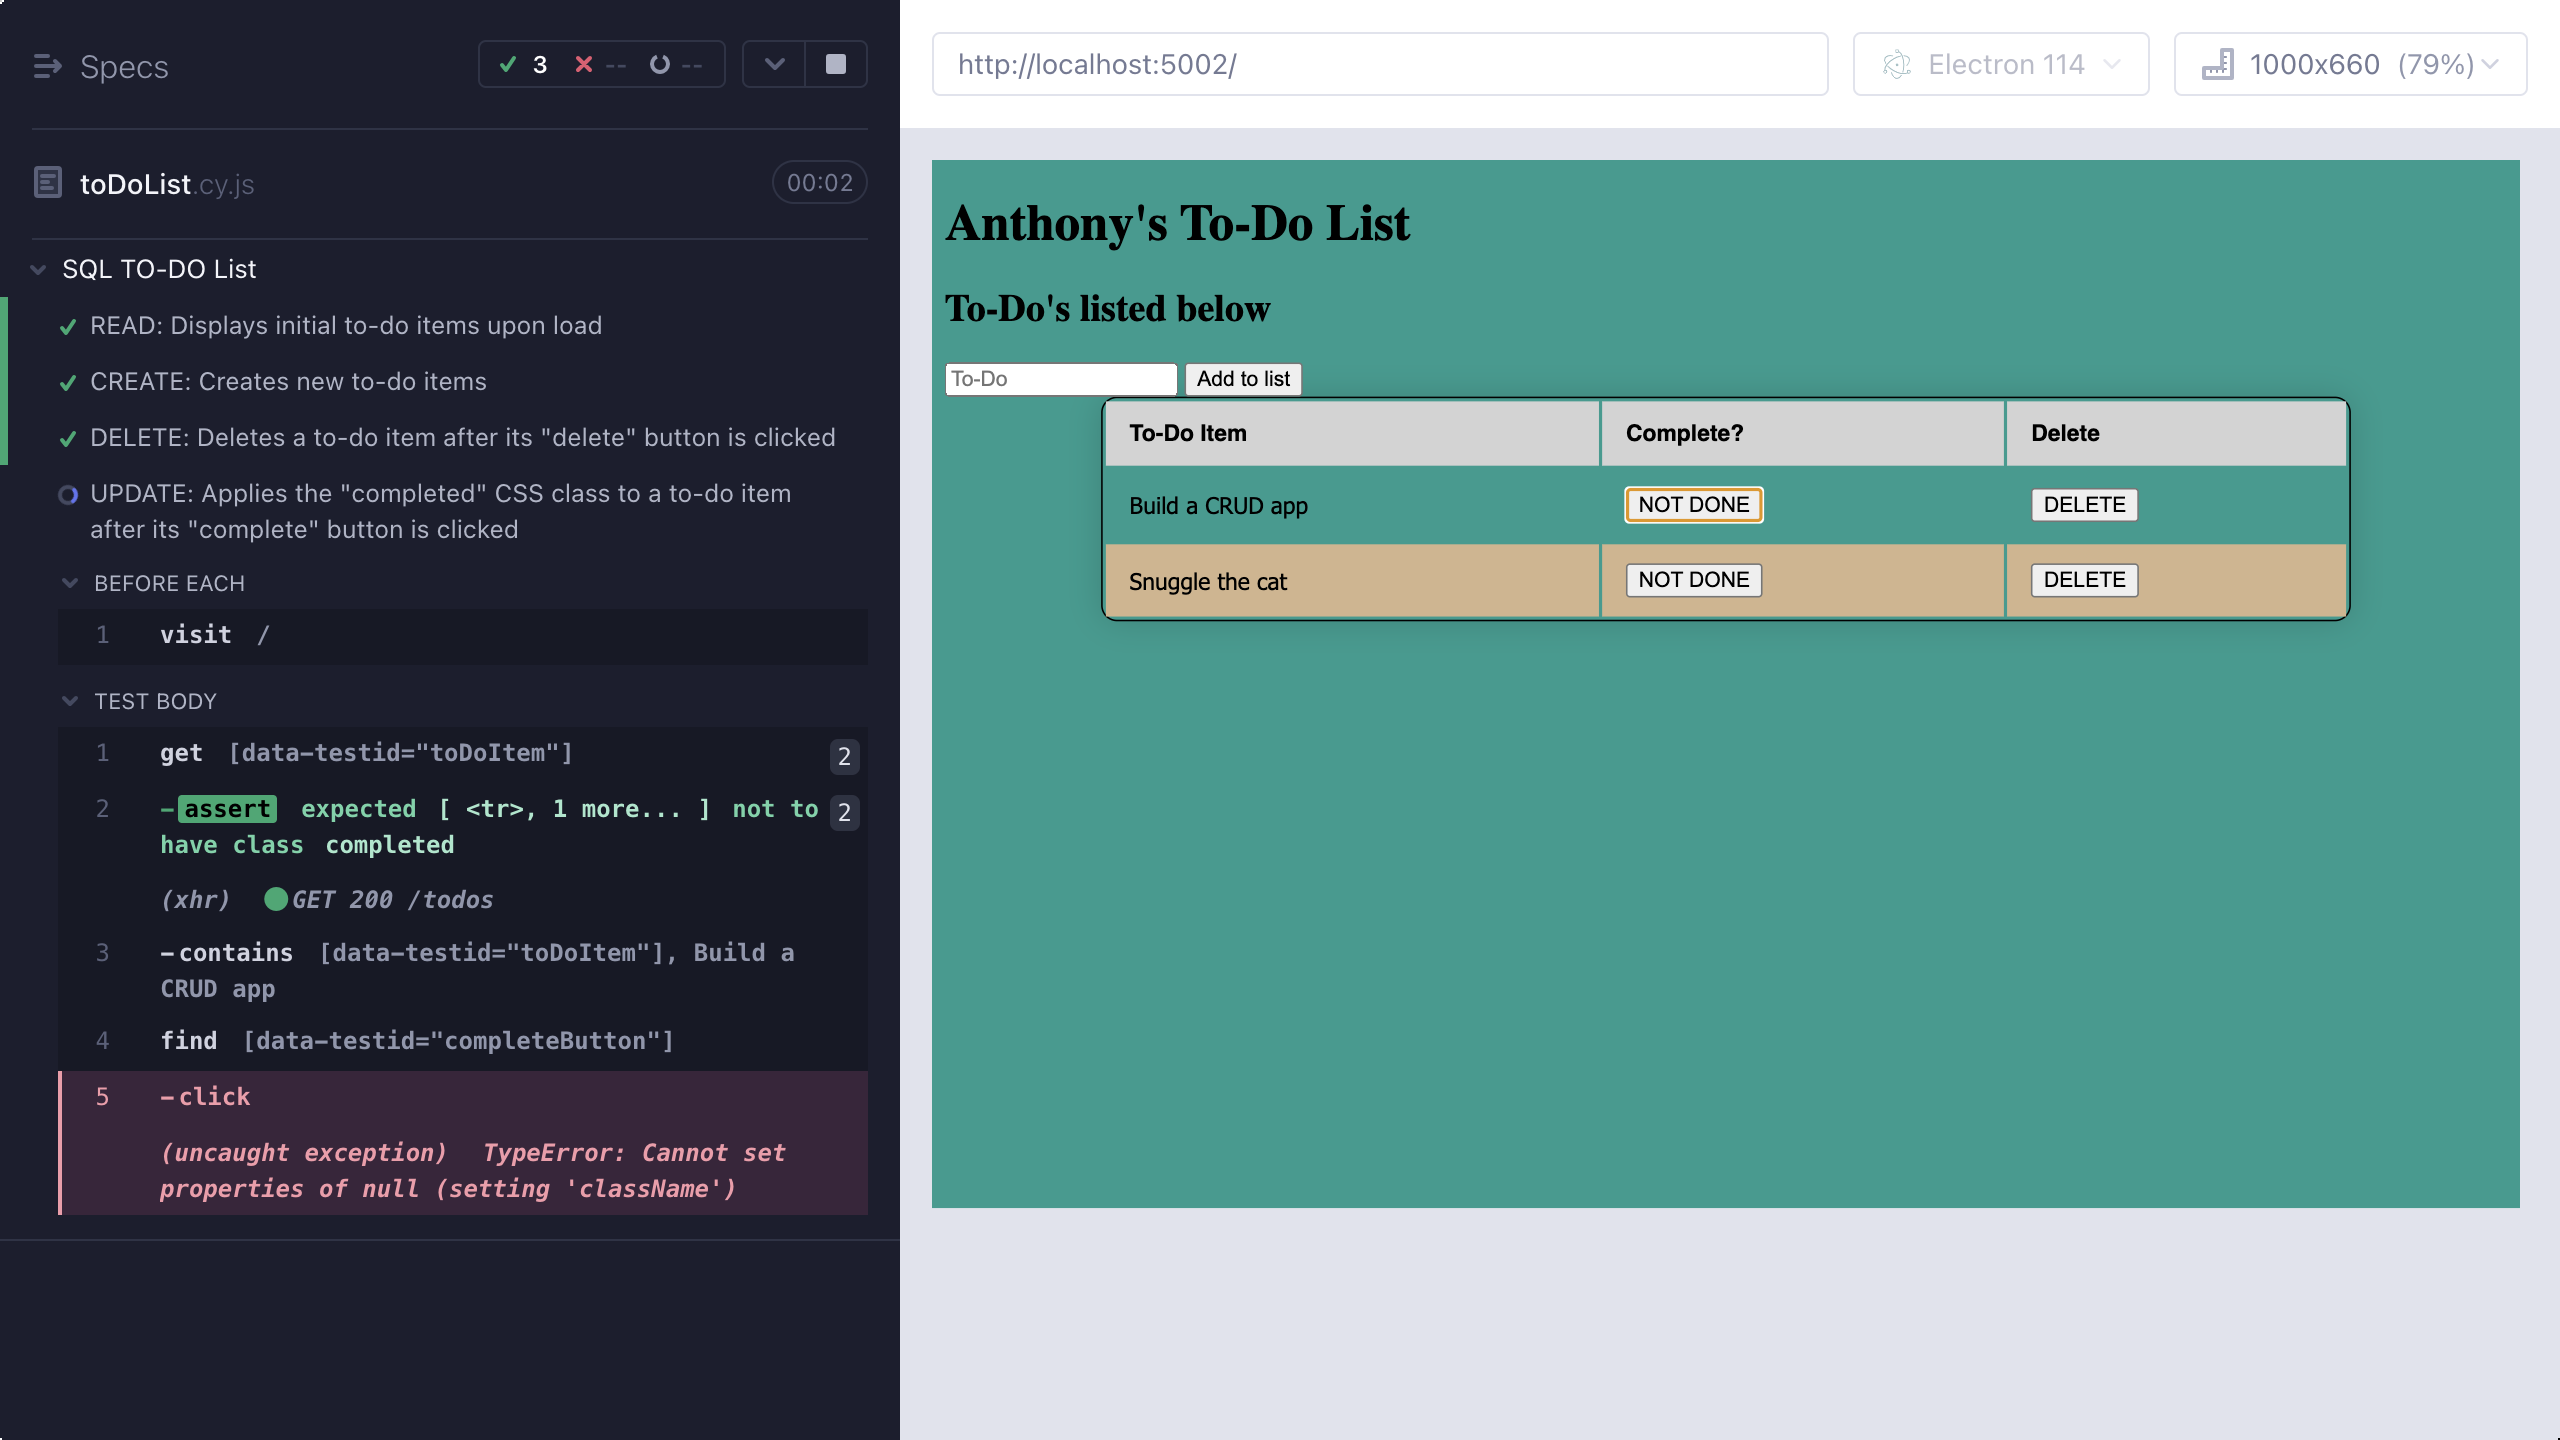 Specs
3 -- --
toDoList.cy.js
00:02
SQL TO-DO List
READ: Displays initial to-do items upon load
CREATE: Creates new to-do items
DELETE: Deletes a to-do item after its "delete" button is clicked
UPDATE: Applies the "completed" CSS class to a to-do item
after its "complete" button is clicked
BEFORE EACH
1 visit /
TEST BODY
1 get [data-testid="toDoItem"] 2
2 -assert expected [ <tr>, 1 more... ] not to 2
have class completed
(xhr) GET 200 /todos
3 -contains [data-testid="toDoItem"], Build a
CRUD app
4 find [data-testid="completeButton"]
5 -click
(uncaught exception) TypeError: Cannot set
properties of null (setting 'className')
http://localhost:5002/
Electron 114
1000x660 (79%)
Anthony's To-Do List
To-Do's listed below
To-Do Add to list
To-Do Item Complete? Delete
Build a CRUD app NOT DONE DELETE
Snuggle the cat NOT DONE DELETE